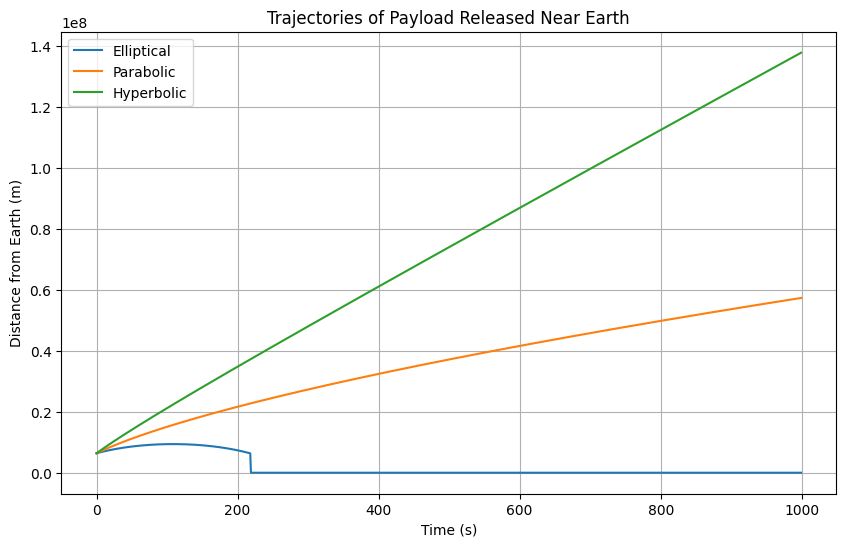 Trajectories of Payload Released Near Earth
1e8
Elliptical
Parabolic
Hyperbolic
Distance from Earth (m)
1.4
1.2
1.0
0.8
0.6
0.4
0.2
0.0
0 200 400 600 800 1000
Time (s)